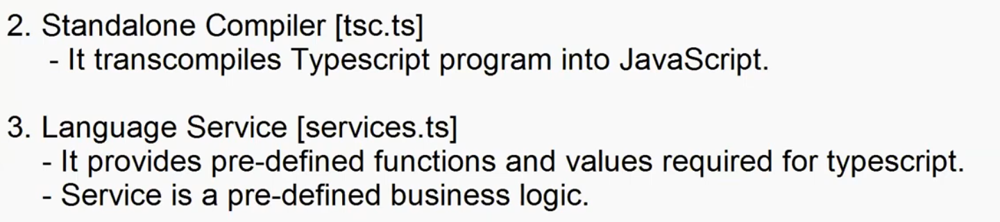 2. Standalone Compiler [tsc.ts]
- It transcompiles Typescript program into JavaScript.
3. Language Service [services.ts]
- It provides pre-defined functions and values required for typescript.
- Service is a pre-defined business logic.